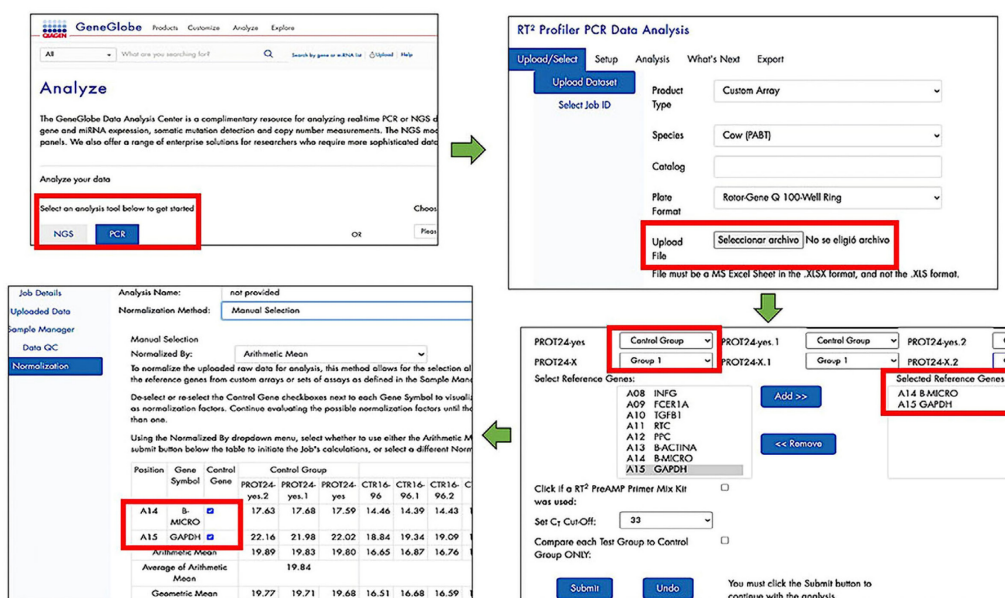 QIAGEN GeneGlobe Products Customize Analyze Explore
All What are you searching for? Search by gene or miRNA list Upload Help
Analyze
The GeneGlobe Data Analysis Center is a complimentary resource for analyzing real-time PCR or NGS d
gene and miRNA expression, somatic mutation detection and copy number measurements. The NGS mod
panels. We also offer a range of enterprise solutions for researchers who require more sophisticated data
Analyze your data
Select an analysis tool below to get started Choos
NGS PCR OR Pleas
RT² Profiler PCR Data Analysis
Upload/Select Setup Analysis What's Next Export
Upload Dataset
Select Job ID
Product Type Custom Array
Species Cow (PABT)
Catalog
Plate Format Rotor-Gene Q 100-Well Ring
Upload File Seleccionar archivo No se eligió archivo
File must be a MS Excel Sheet in the .XLSX format, and not the .XLS format.
PROT24-yes Control Group PROT24-yes.1 Control Group PROT24-yes.2
PROT24-X Group 1 PROT24-X.1 Group 1 PROT24-X.2
Select Reference Genes: Selected Reference Genes
A08 INFG
A09 FCER1A
A10 TGFB1
A11 RTC
A12 PPC
A13 B-ACTINA
A14 B-MICRO
A15 GAPDH
Add >>
<< Remove
A14 B-MICRO
A15 GAPDH
Click if a RT² PreAMP Primer Mix Kit
was used:
Set CT Cut-Off: 33
Compare each Test Group to Control
Group ONLY:
Submit Undo You must click the Submit button to
continue with the analysis
Job Details
Uploaded Data
Sample Manager
Data QC
Normalization
Analysis Name: not provided
Normalization Method: Manual Selection
Manual Selection
Normalized By: Arithmetic Mean
To normalize the uploaded raw data for analysis, this method allows for the selection al
the reference genes from custom arrays or sets of assays as defined in the Sample Mana
De-select or re-select the Control Gene checkboxes next to each Gene Symbol to visuali
as normalization factors. Continue evaluating the possible normalization factors until the
than one.
Using the Normalized By dropdown menu, select whether to use either the Arithmetic M
submit button below the table to initiate the Job's calculations, or select a different Norm
Position Gene Symbol Control Gene Control Group
PROT24-yes.2 PROT24-yes.1 PROT24-yes CTR16-96 CTR16-96.1 CTR16-96.2
A14 B-MICRO 17.63 17.68 17.59 14.46 14.39 14.43
A15 GAPDH 22.16 21.98 22.02 18.84 19.34 19.09
Arithmetic Mean 19.89 19.83 19.80 16.65 16.87 16.76
Average of Arithmetic Mean 19.84
Geometric Mean 19.77 19.71 19.68 16.51 16.68 16.59